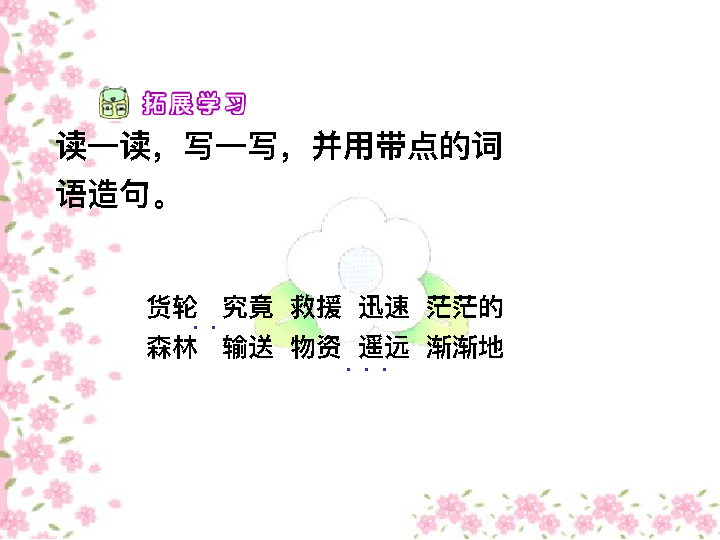 拓展学习
读一读，写一写，并用带点的词
语造句。
货轮 究竟 救援 迅速 茫茫的
森林 输送 物资 遥远 渐渐地